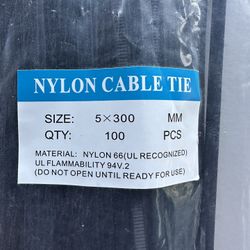 NYLON CABLE TIE
SIZE: 5×300 MM
QTY: 100 PCS
MATERIAL: NYLON 66(UL RECOGNIZED)
UL FLAMMABILITY 94V.2
(DO NOT OPEN UNTIL READY FOR USE)